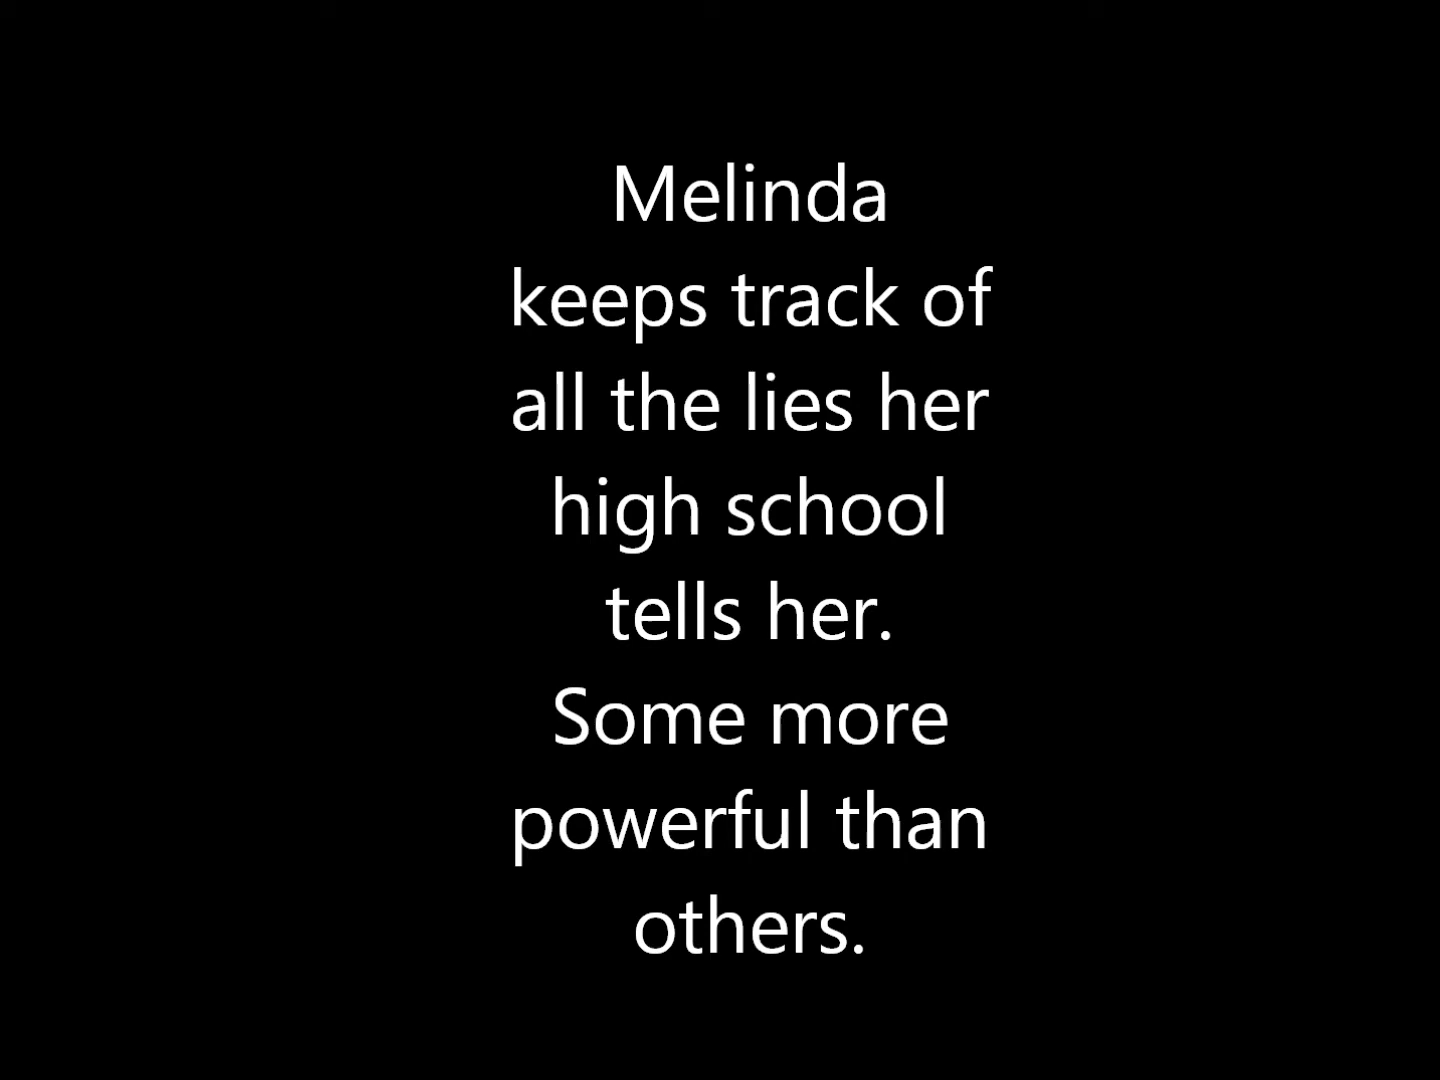 Melinda
keeps track of
all the lies her
high school
tells her.
Some more
powerful than
others.